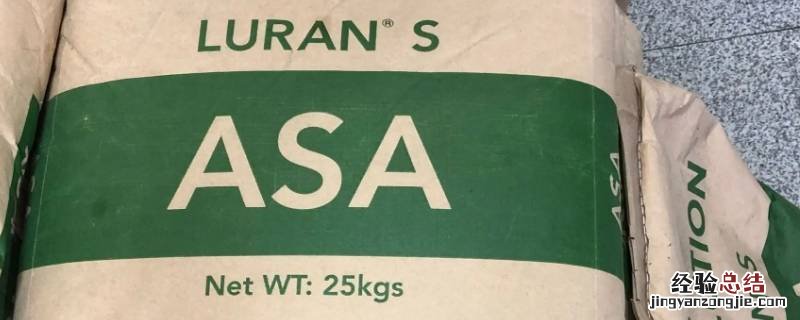 LURAN® S
ASA
Net WT: 25kgs
ASA
经验总结
jingyanzongjie.com